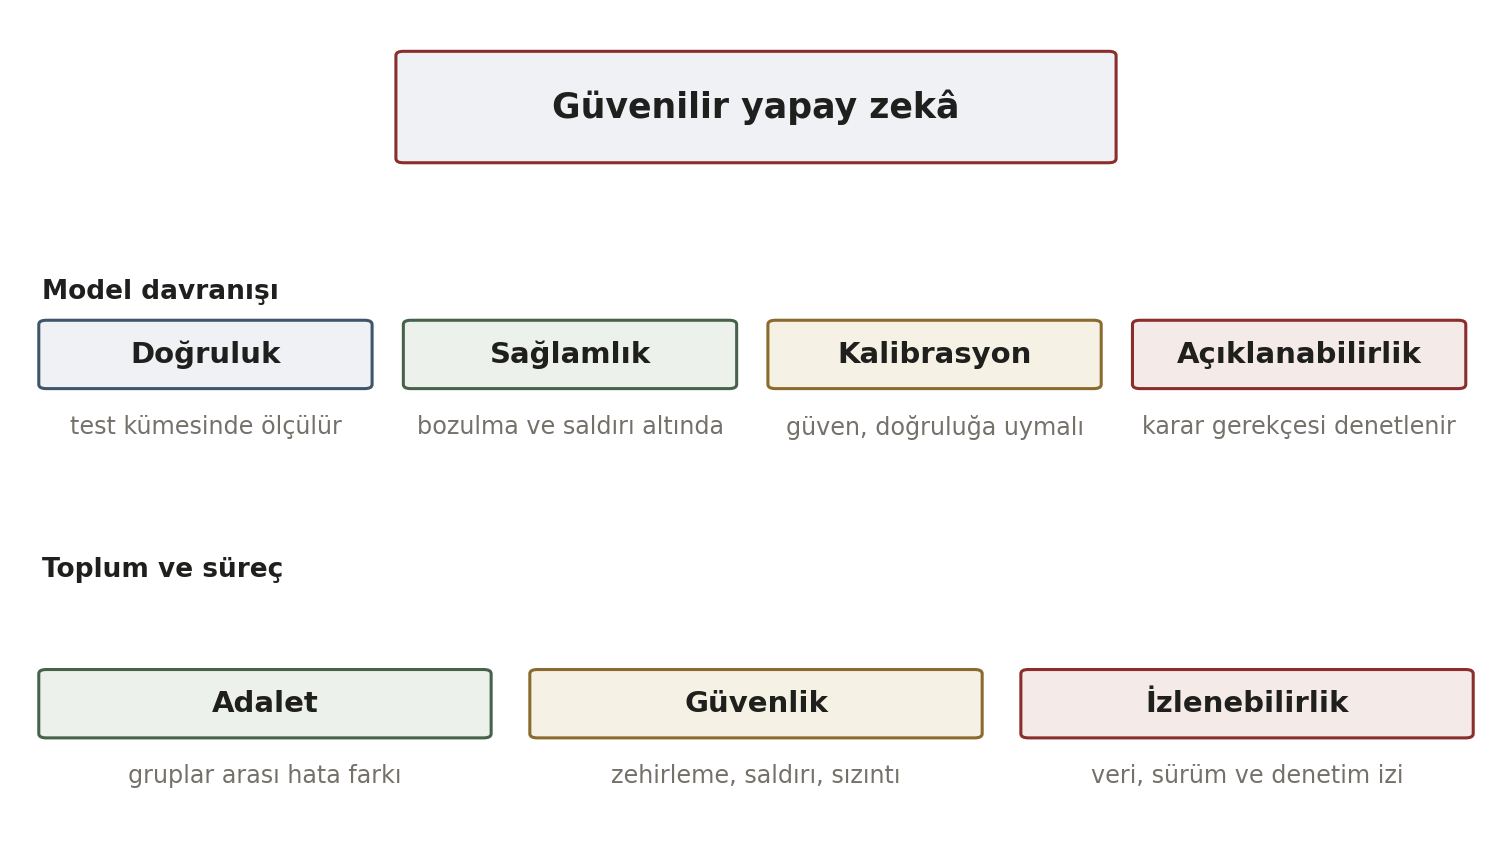 Güvenilir yapay zekâ
Model davranışı
Doğruluk
Sağlamlık
Kalibrasyon
Açıklanabilirlik
test kümesinde ölçülür
bozulma ve saldırı altında
güven, doğruluğa uymalı
karar gerekçesi denetlenir
Toplum ve süreç
Adalet
Güvenlik
İzlenebilirlik
gruplar arası hata farkı
zehirleme, saldırı, sızıntı
veri, sürüm ve denetim izi